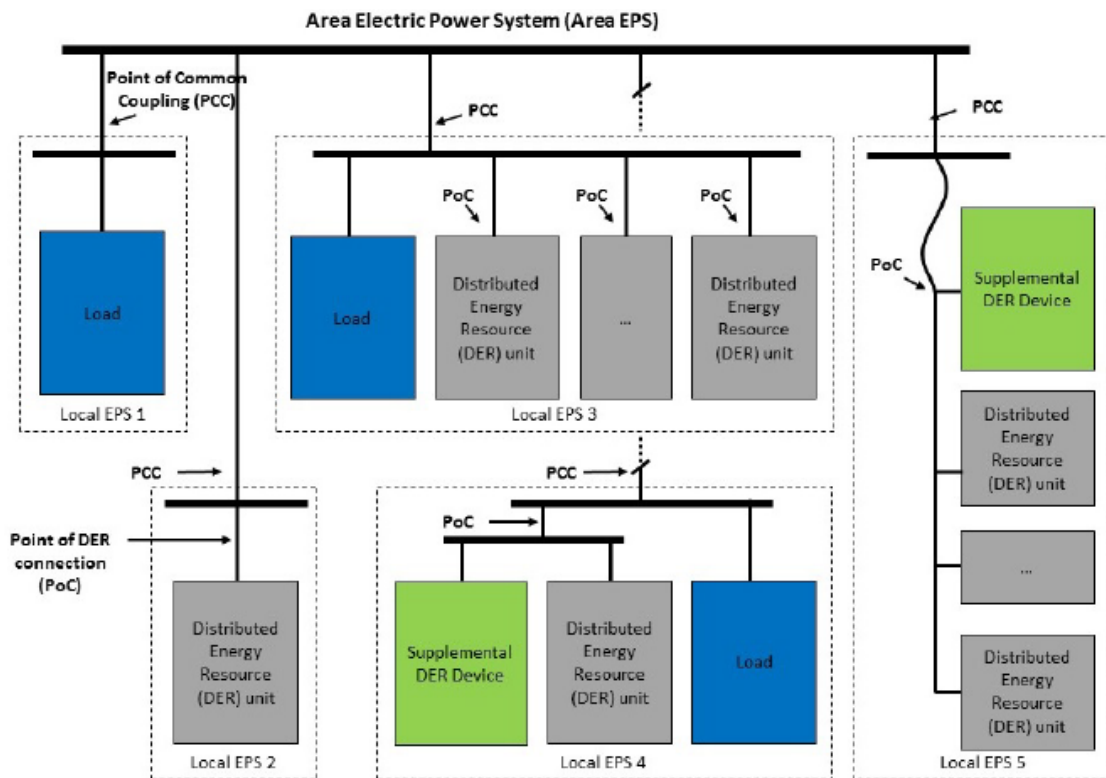 Area Electric Power System (Area EPS)
Point of Common
Coupling (PCC)
PCC
PCC
PoC
PoC
PoC
Load
Load
Distributed
Energy
Resource
(DER) unit
...
Distributed
Energy
Resource
(DER) unit
Local EPS 1
Local EPS 3
PoC
Supplemental
DER Device
Distributed
Energy
Resource
(DER) unit
...
Distributed
Energy
Resource
(DER) unit
Local EPS 5
PCC
Point of DER
connection
(PoC)
Distributed
Energy
Resource
(DER) unit
Local EPS 2
PCC
PoC
Supplemental
DER Device
Distributed
Energy
Resource
(DER) unit
Load
Local EPS 4